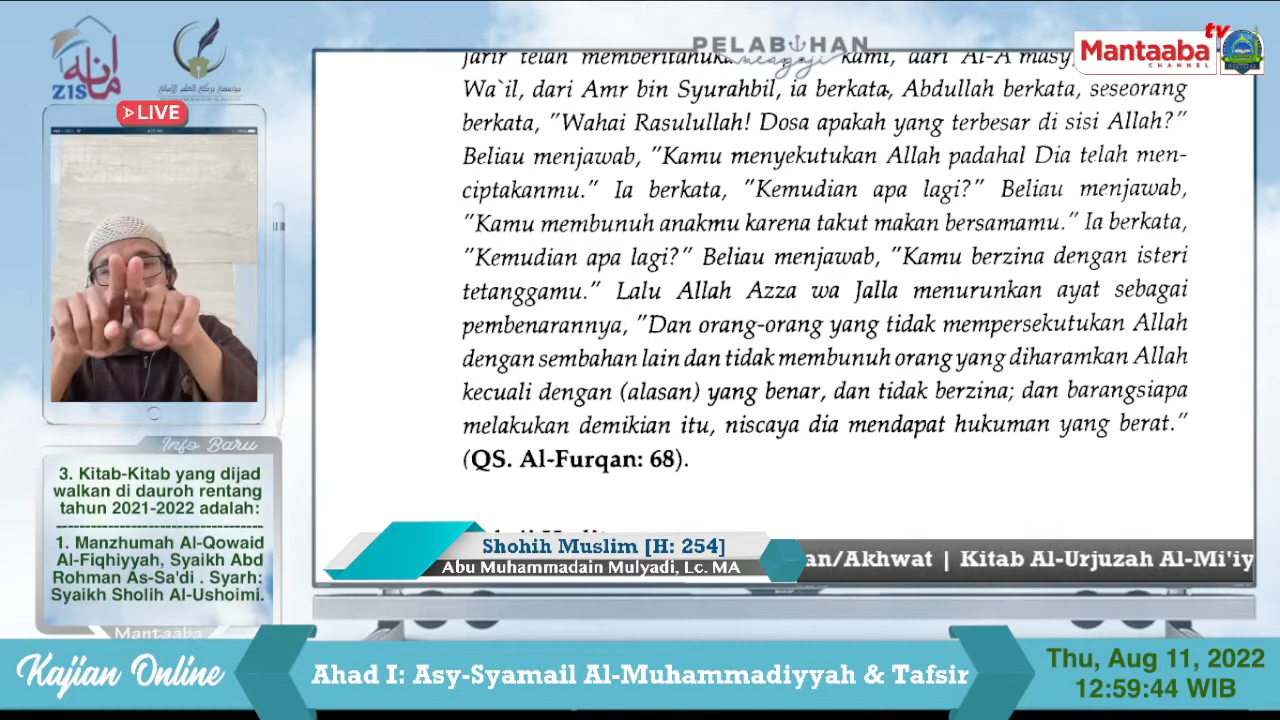 PELABUHAN
mengaji
Mantaaba tv
CHANNEL
ZIS
LIVE
Jarir telah memberitahukan kami, dari Al-A'masy,
Wa`il, dari Amr bin Syurahbil, ia berkata, Abdullah berkata, seseorang
berkata, "Wahai Rasulullah! Dosa apakah yang terbesar di sisi Allah?"
Beliau menjawab, "Kamu menyekutukan Allah padahal Dia telah men-
ciptakanmu." Ia berkata, "Kemudian apa lagi?" Beliau menjawab,
"Kamu membunuh anakmu karena takut makan bersamamu." Ia berkata,
"Kemudian apa lagi?" Beliau menjawab, "Kamu berzina dengan isteri
tetanggamu." Lalu Allah Azza wa Jalla menurunkan ayat sebagai
pembenarannya, "Dan orang-orang yang tidak mempersekutukan Allah
dengan sembahan lain dan tidak membunuh orang yang diharamkan Allah
kecuali dengan (alasan) yang benar, dan tidak berzina; dan barangsiapa
melakukan demikian itu, niscaya dia mendapat hukuman yang berat."
(QS. Al-Furqan: 68).
Info Baru
3. Kitab-Kitab yang dijad
walkan di dauroh rentang
tahun 2021-2022 adalah:
1. Manzhumah Al-Qowaid
Al-Fiqhiyyah, Syaikh Abd
Rohman As-Sa'di . Syarh:
Syaikh Sholih Al-Ushoimi.
Mantaaba
Shohih Muslim [H: 254]
Abu Muhammadain Mulyadi, Lc. MA
an/Akhwat | Kitab Al-Urjuzah Al-Mi'iy
Kajian Online
Ahad I: Asy-Syamail Al-Muhammadiyyah & Tafsir
Thu, Aug 11, 2022
12:59:44 WIB